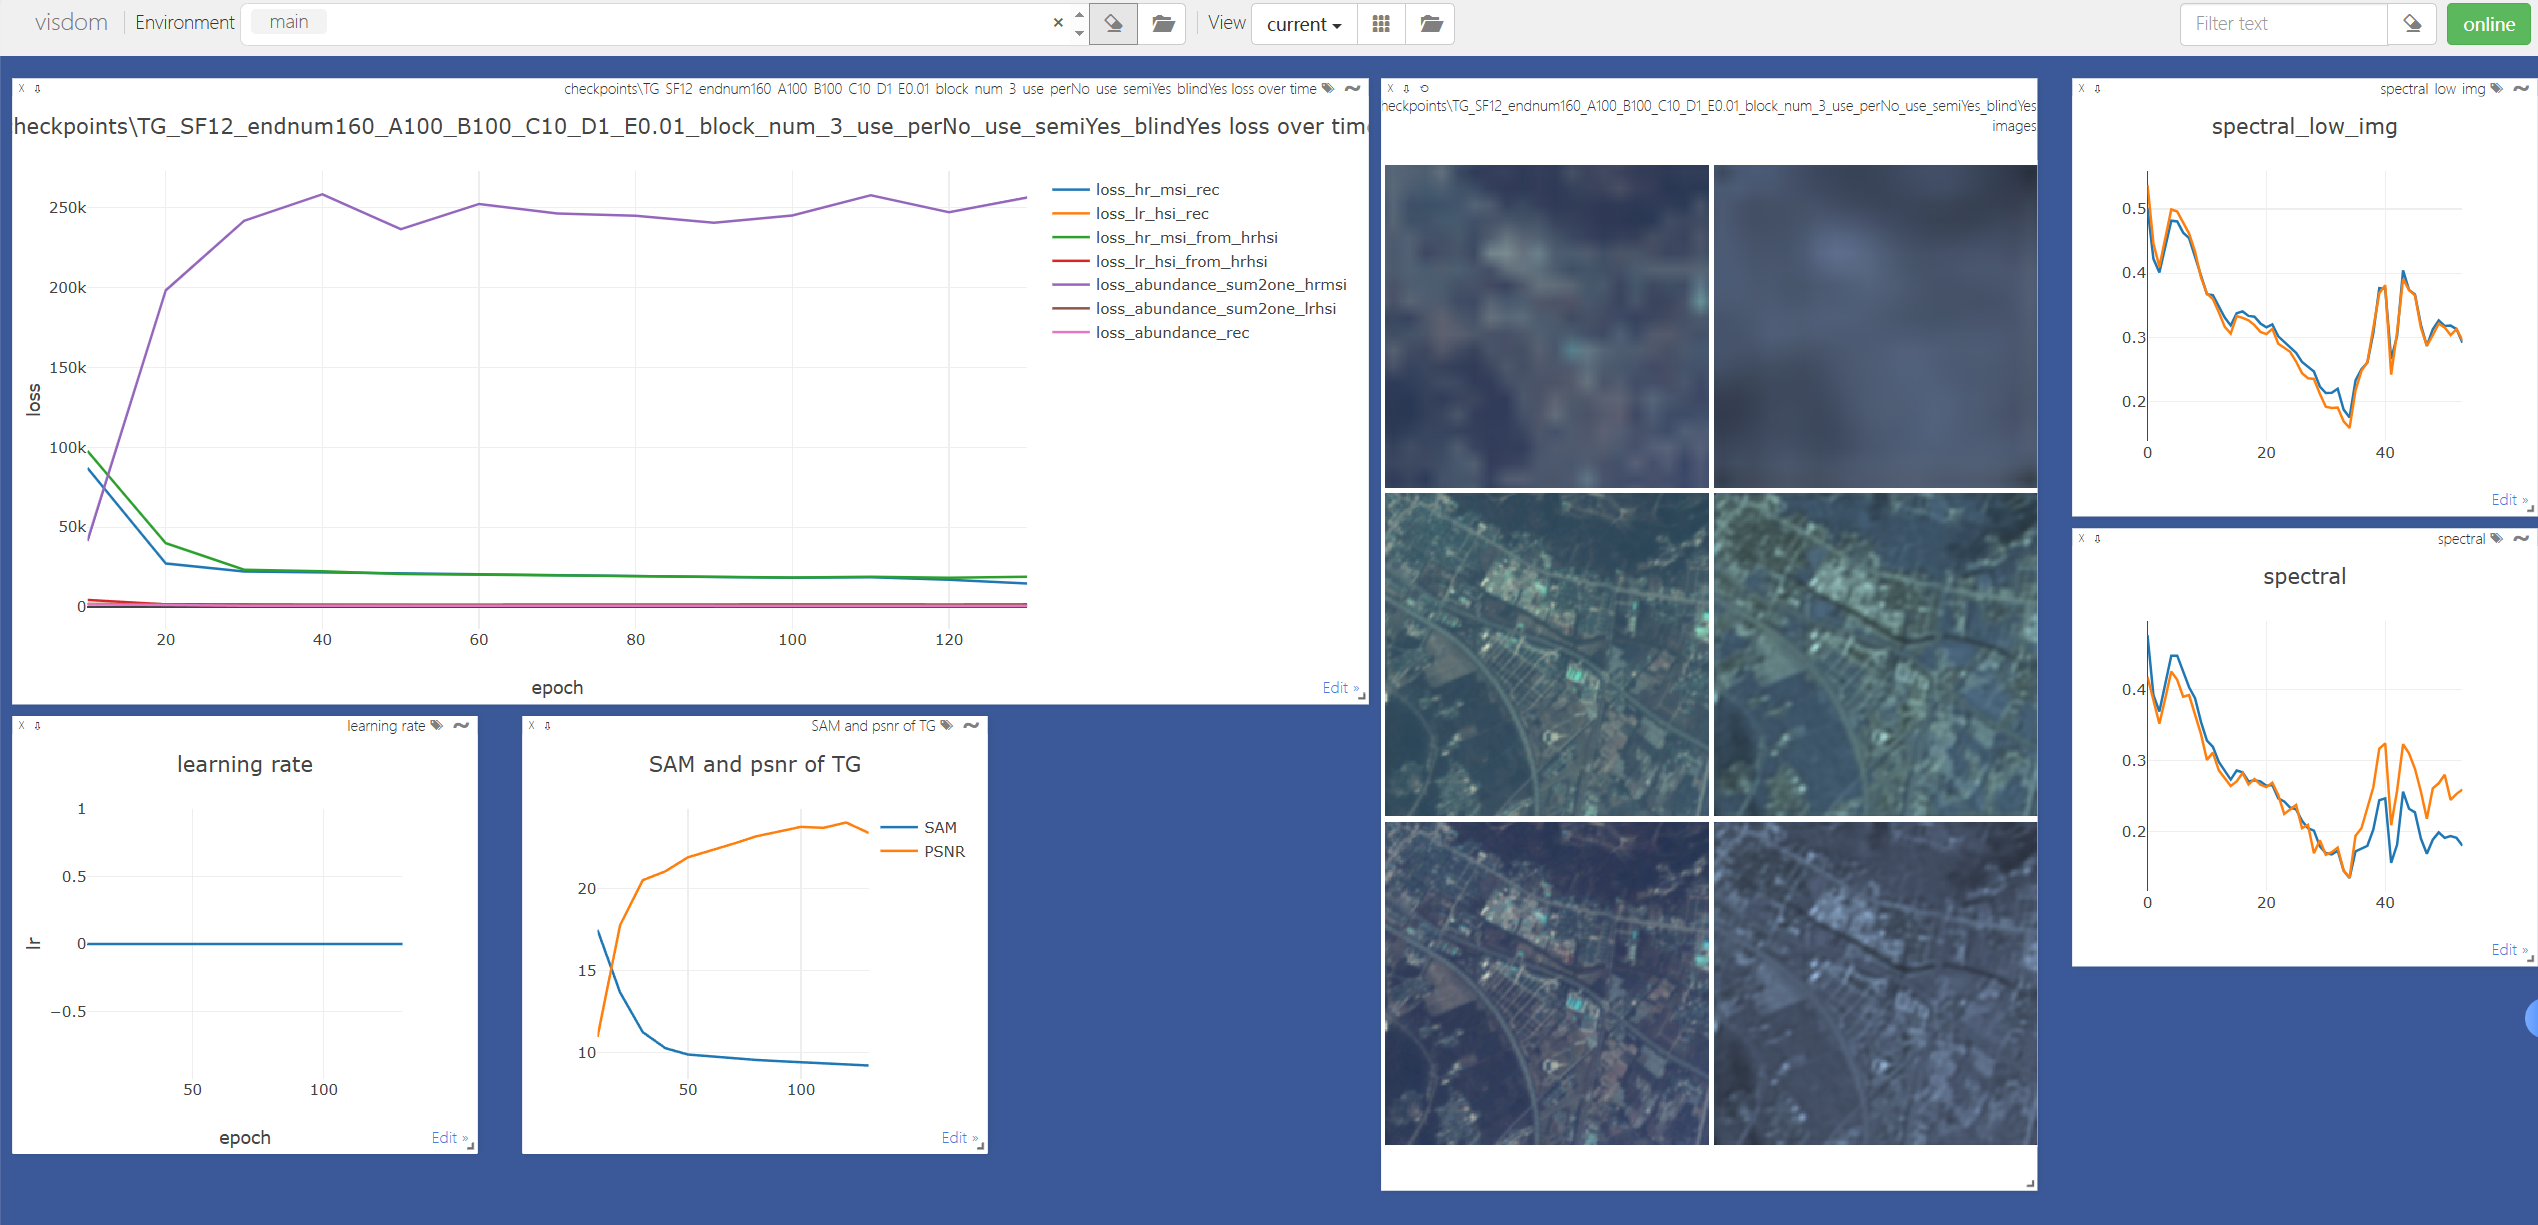 visdom Environment main × View current Filter text online
X checkpoints\TG SF12 endnum160 A100 B100 C10 D1 E0.01 block num 3 use perNo use semiYes blindYes loss over time
heckpoints\TG_SF12_endnum160_A100_B100_C10_D1_E0.01_block_num_3_use_perNo_use_semiYes_blindYes loss over time
250k
200k
150k
100k
50k
0
loss
20 40 60 80 100 120
epoch
loss_hr_msi_rec
loss_lr_hsi_rec
loss_hr_msi_from_hrhsi
loss_lr_hsi_from_hrhsi
loss_abundance_sum2one_hrmsi
loss_abundance_sum2one_lrhsi
loss_abundance_rec
Edit »
X
heckpoints\TG_SF12_endnum160_A100_B100_C10_D1_E0.01_block_num_3_use_perNo_use_semiYes_blindYes
images
X spectral low img
spectral_low_img
0.5
0.4
0.3
0.2
0 20 40
Edit »
X spectral
spectral
0.4
0.3
0.2
0 20 40
Edit »
X learning rate
learning rate
1
0.5
0
−0.5
lr
50 100
epoch
Edit »
X SAM and psnr of TG
SAM and psnr of TG
20
15
10
50 100
SAM
PSNR
Edit »